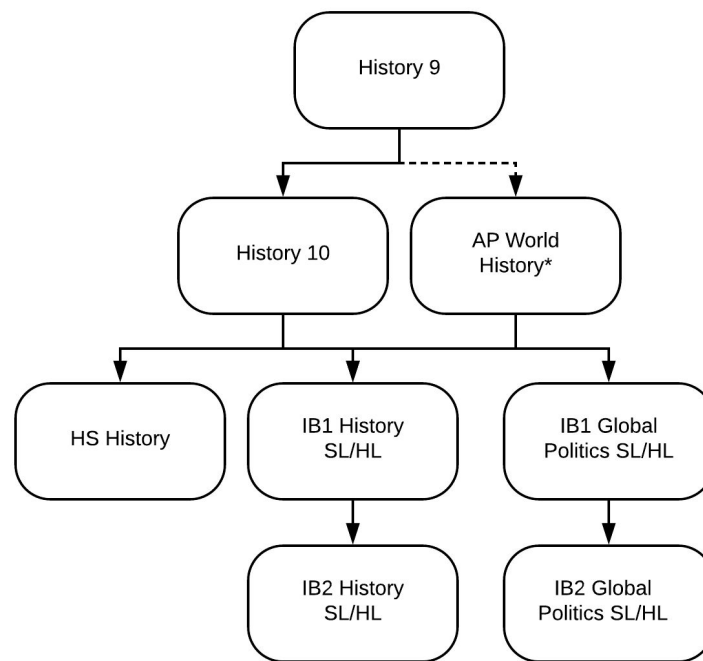 History 9
History 10
AP World
History*
HS History
IB1 History
SL/HL
IB1 Global
Politics SL/HL
IB2 History
SL/HL
IB2 Global
Politics SL/HL